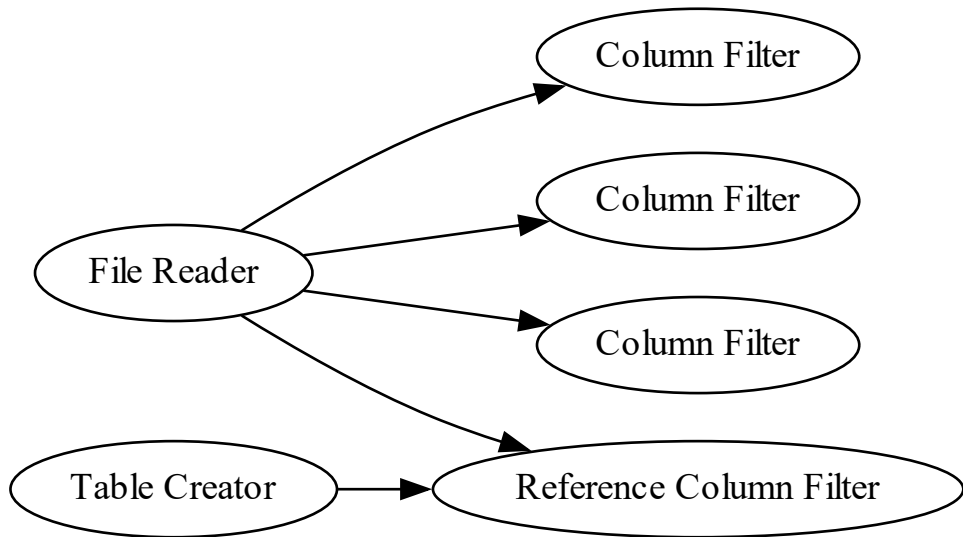 Column Filter
Column Filter
File Reader
Column Filter
Table Creator
Reference Column Filter